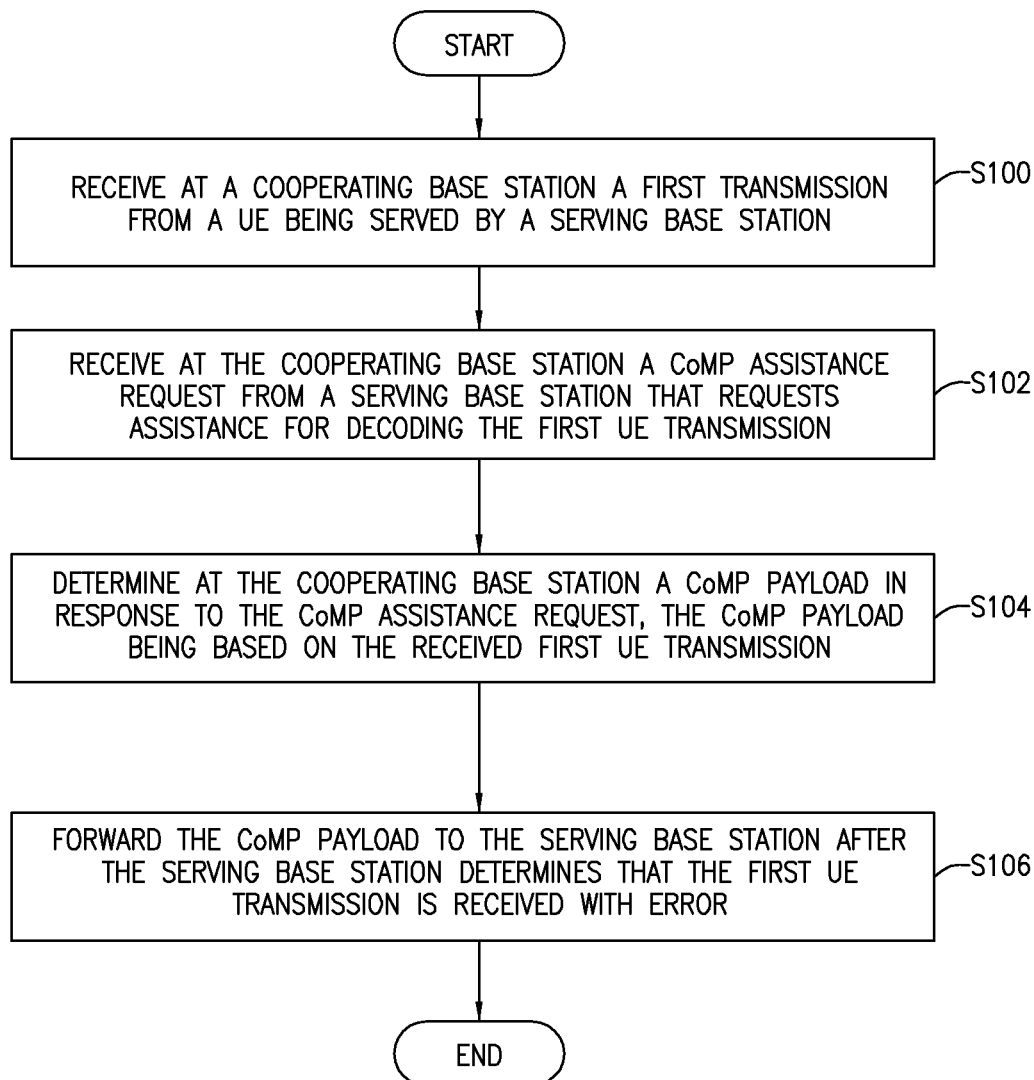 START
RECEIVE AT A COOPERATING BASE STATION A FIRST TRANSMISSION
FROM A UE BEING SERVED BY A SERVING BASE STATION
S100
RECEIVE AT THE COOPERATING BASE STATION A CoMP ASSISTANCE
REQUEST FROM A SERVING BASE STATION THAT REQUESTS
ASSISTANCE FOR DECODING THE FIRST UE TRANSMISSION
S102
DETERMINE AT THE COOPERATING BASE STATION A CoMP PAYLOAD IN
RESPONSE TO THE CoMP ASSISTANCE REQUEST, THE CoMP PAYLOAD
BEING BASED ON THE RECEIVED FIRST UE TRANSMISSION
S104
FORWARD THE CoMP PAYLOAD TO THE SERVING BASE STATION AFTER
THE SERVING BASE STATION DETERMINES THAT THE FIRST UE
TRANSMISSION IS RECEIVED WITH ERROR
S106
END